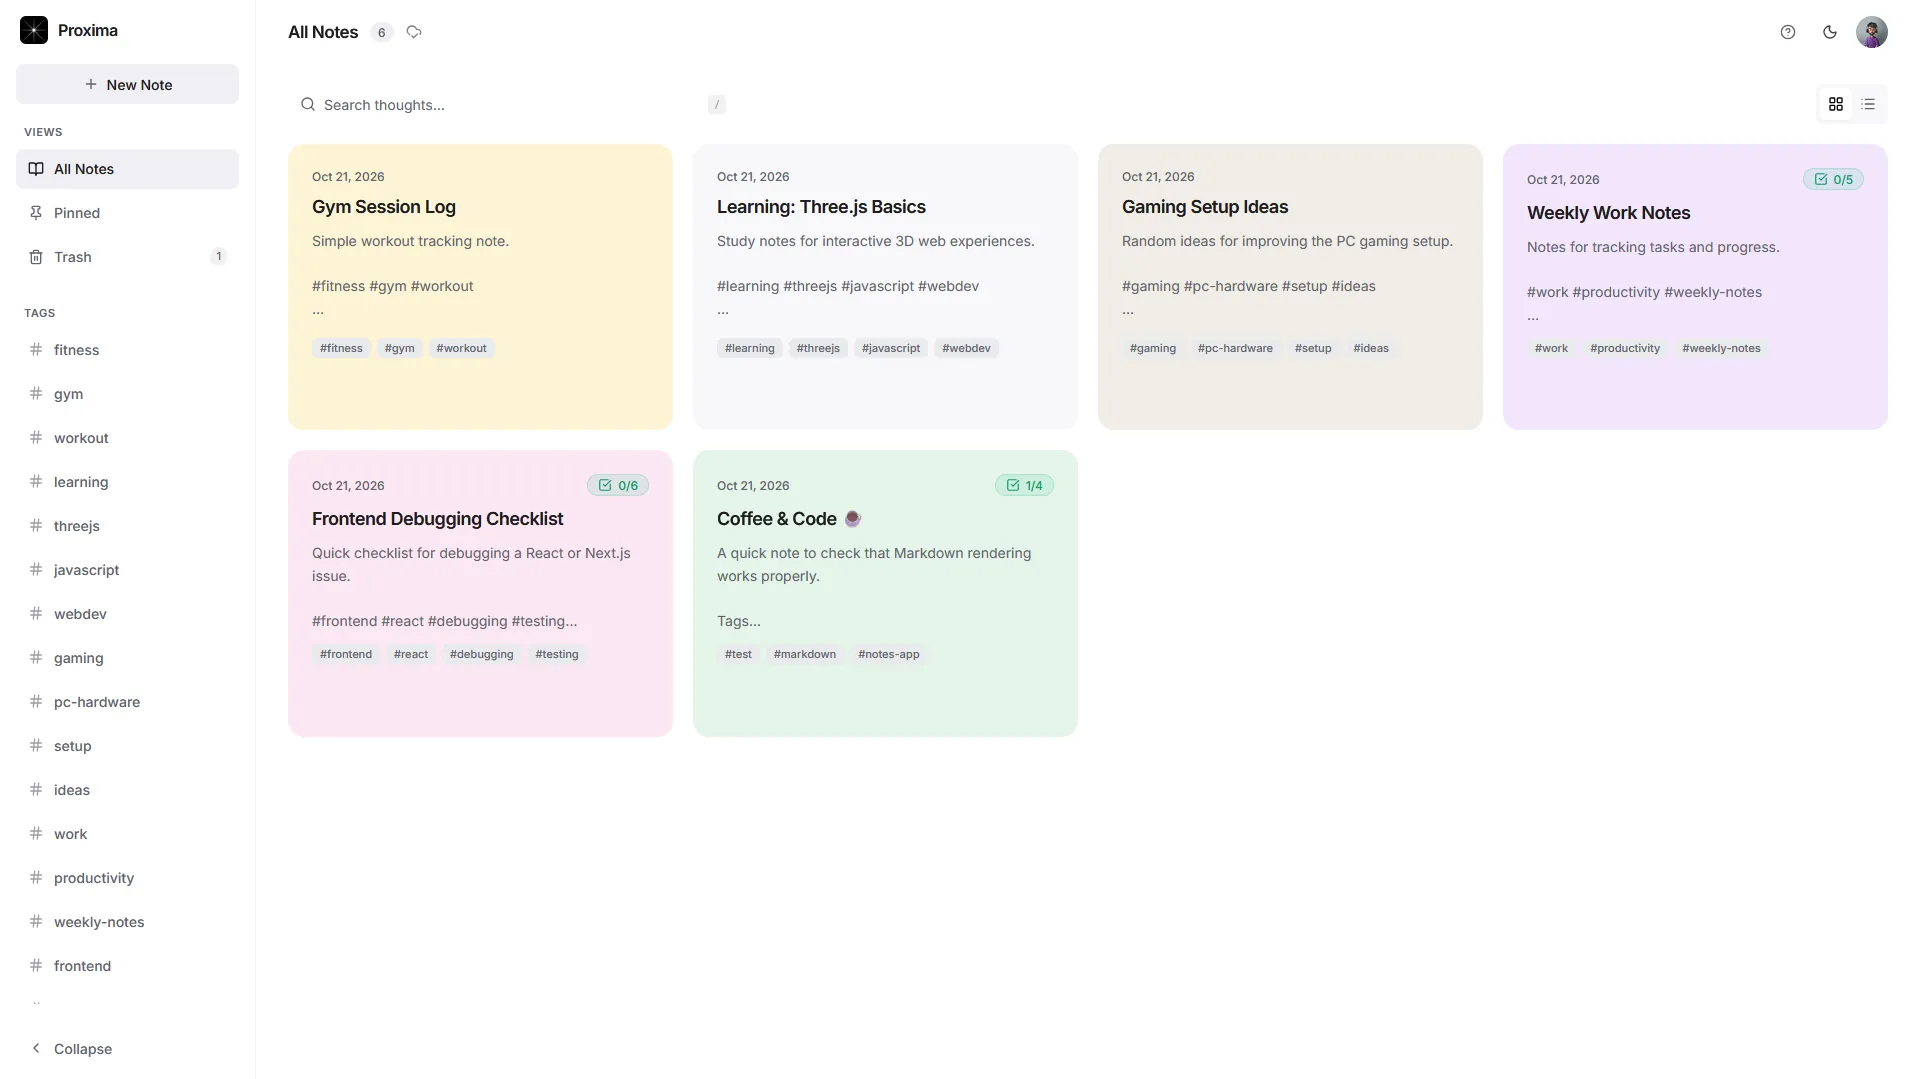 Proxima
New Note
VIEWS
All Notes
Pinned
Trash 1
TAGS
# fitness
# gym
# workout
# learning
# threejs
# javascript
# webdev
# gaming
# pc-hardware
# setup
# ideas
# work
# productivity
# weekly-notes
# frontend
Collapse
All Notes 6
Search thoughts... /
Oct 21, 2026
Gym Session Log
Simple workout tracking note.
#fitness #gym #workout
...
#fitness #gym #workout
Oct 21, 2026
Learning: Three.js Basics
Study notes for interactive 3D web experiences.
#learning #threejs #javascript #webdev
...
#learning #threejs #javascript #webdev
Oct 21, 2026
Gaming Setup Ideas
Random ideas for improving the PC gaming setup.
#gaming #pc-hardware #setup #ideas
...
#gaming #pc-hardware #setup #ideas
Oct 21, 2026 0/5
Weekly Work Notes
Notes for tracking tasks and progress.
#work #productivity #weekly-notes
...
#work #productivity #weekly-notes
Oct 21, 2026 0/6
Frontend Debugging Checklist
Quick checklist for debugging a React or Next.js
issue.
#frontend #react #debugging #testing...
#frontend #react #debugging #testing
Oct 21, 2026 1/4
Coffee & Code
A quick note to check that Markdown rendering
works properly.
Tags...
#test #markdown #notes-app